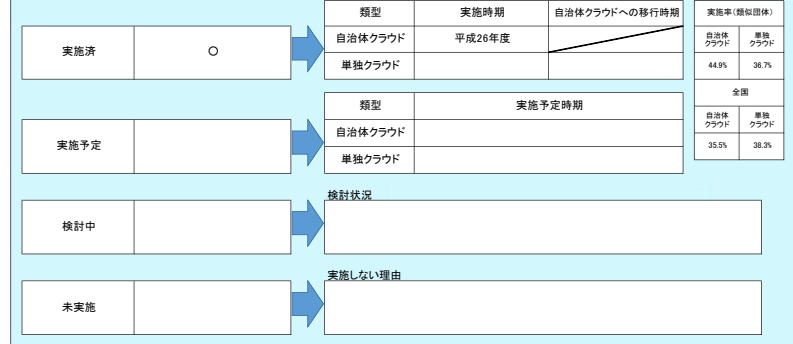 類型 実施時期 自治体クラウドへの移行時期
実施済 ○ 自治体クラウド 平成26年度
単独クラウド
実施率(類似団体)
自治体クラウド 単独クラウド
44.9% 36.7%
全国
自治体クラウド 単独クラウド
35.5% 38.3%
類型 実施予定時期
実施予定 自治体クラウド
単独クラウド
検討状況
検討中
実施しない理由
未実施